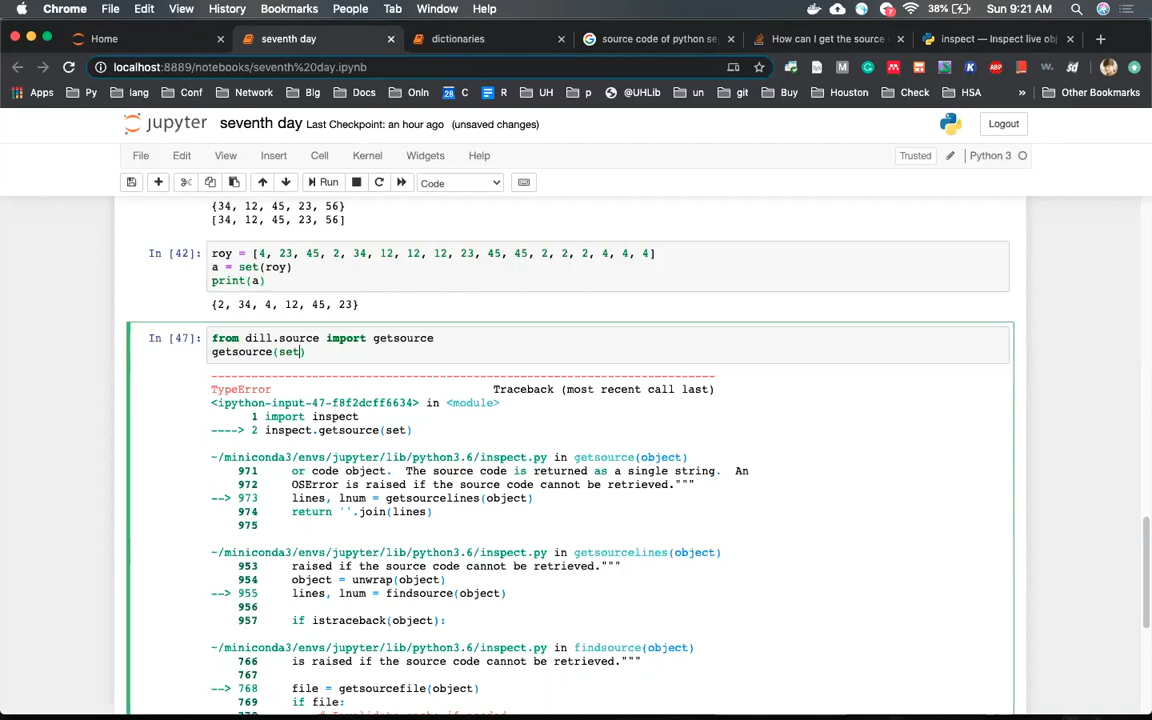 Chrome File Edit View History Bookmarks People Tab Window Help 7 38% Sun 9:21 AM
Home seventh day dictionaries source code of python se How can I get the source inspect — Inspect live obj
localhost:8889/notebooks/seventh%20day.ipynb
Apps Py lang Conf Network Blg Docs OnIn 28 C R UH p @UHLib un git Buy Houston Check HSA » Other Bookmarks
jupyter seventh day Last Checkpoint: an hour ago (unsaved changes) Logout
File Edit View Insert Cell Kernel Widgets Help Trusted Python 3
Run Code
{34, 12, 45, 23, 56}
[34, 12, 45, 23, 56]
In [42]: roy = [4, 23, 45, 2, 34, 12, 12, 12, 23, 45, 45, 2, 2, 2, 4, 4, 4]
a = set(roy)
print(a)
{2, 34, 4, 12, 45, 23}
In [47]: from dill.source import getsource
getsource(set)
---------------------------------------------------------------------------
TypeError Traceback (most recent call last)
<ipython-input-47-f8f2dcff6634> in <module>
1 import inspect
----> 2 inspect.getsource(set)
~/miniconda3/envs/jupyter/lib/python3.6/inspect.py in getsource(object)
971 or code object. The source code is returned as a single string. An
972 OSError is raised if the source code cannot be retrieved."""
--> 973 lines, lnum = getsourcelines(object)
974 return ''.join(lines)
975
~/miniconda3/envs/jupyter/lib/python3.6/inspect.py in getsourcelines(object)
953 raised if the source code cannot be retrieved."""
954 object = unwrap(object)
--> 955 lines, lnum = findsource(object)
956
957 if istraceback(object):
~/miniconda3/envs/jupyter/lib/python3.6/inspect.py in findsource(object)
766 is raised if the source code cannot be retrieved."""
767
--> 768 file = getsourcefile(object)
769 if file: